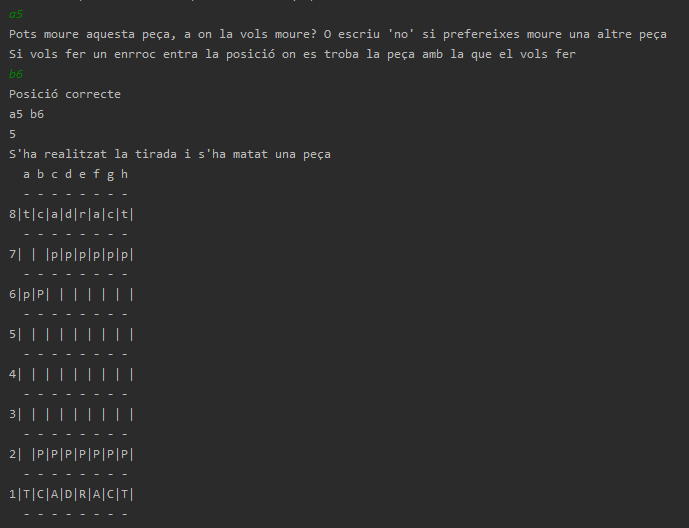 a5
Pots moure aquesta peça, a on la vols moure? O escriu 'no' si prefereixes moure una altre peça
Si vols fer un enrroc entra la posició on es troba la peça amb la que el vols fer
b6
Posició correcte
a5 b6
5
S'ha realitzat la tirada i s'ha matat una peça
  a b c d e f g h
  - - - - - - - -
8|t|c|a|d|r|a|c|t|
  - - - - - - - -
7| | |p|p|p|p|p|p|
  - - - - - - - -
6|p|P| | | | | | |
  - - - - - - - -
5| | | | | | | | |
  - - - - - - - -
4| | | | | | | | |
  - - - - - - - -
3| | | | | | | | |
  - - - - - - - -
2| |P|P|P|P|P|P|P|
  - - - - - - - -
1|T|C|A|D|R|A|C|T|
  - - - - - - - -